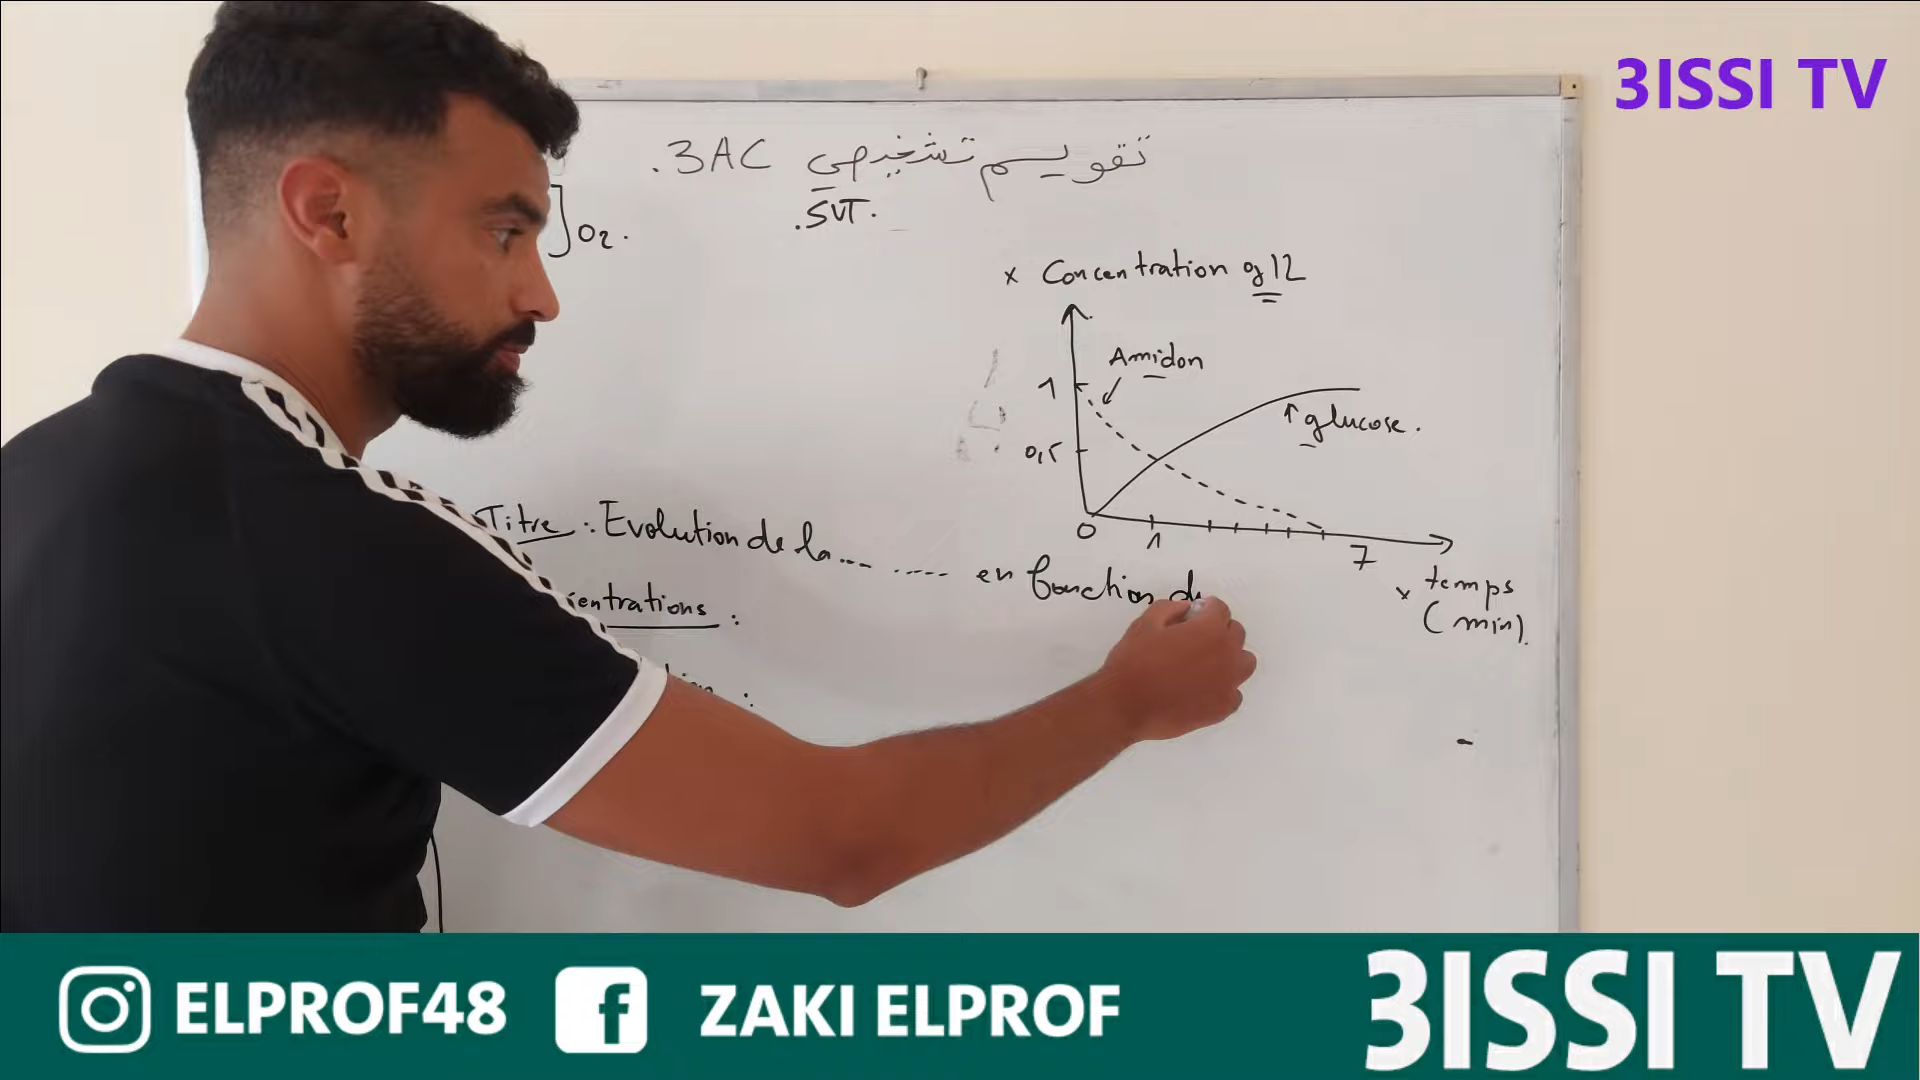 3ISSI TV
تقويم تشخيصي 3AC.
.SVT.
]O2.
x Concentration g/L
Amidon
1
↑glucose.
0,5
0 1 7
x temps
(min).
Titre : Evolution de la ... ..... en fonction du
entrations :
ELPROF48 ZAKI ELPROF 3ISSI TV